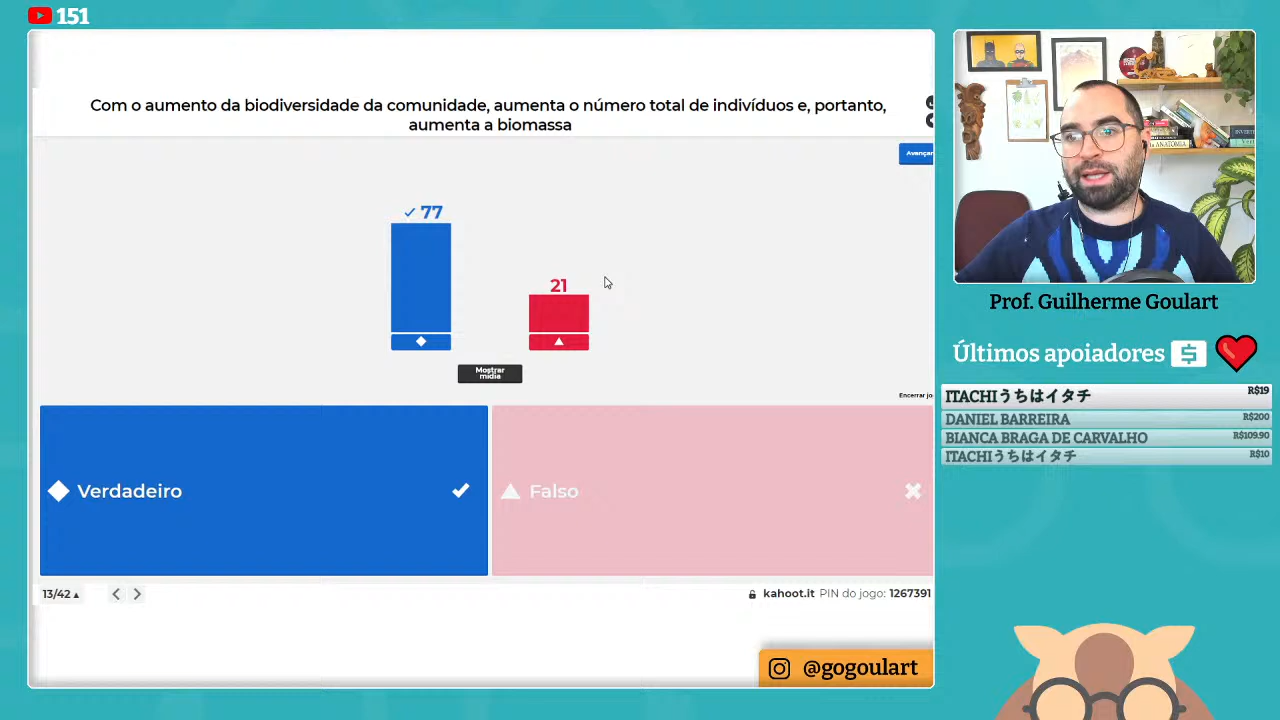 151
Com o aumento da biodiversidade da comunidade, aumenta o número total de indivíduos e, portanto,
aumenta a biomassa
Avançar
77
21
Mostrar
mídia
Encerrar jo
Verdadeiro
Falso
13/42
kahoot.it PIN do jogo: 1267391
@gogoulart
Prof. Guilherme Goulart
Últimos apoiadores
ITACHIうちはイタチ R$19
DANIEL BARREIRA R$200
BIANCA BRAGA DE CARVALHO R$109.90
ITACHIうちはイタチ R$10